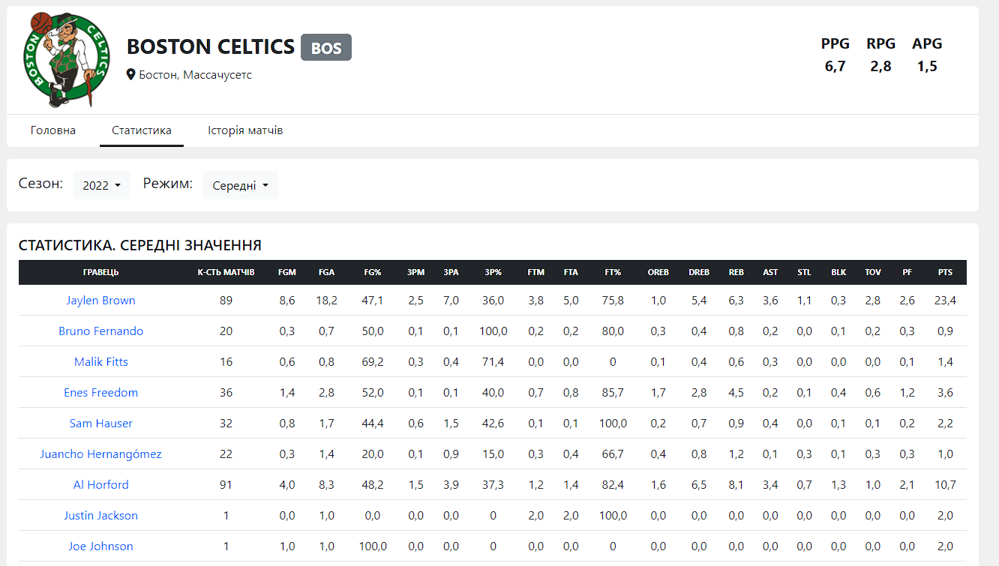 BOSTON CELTICS
BOSTON CELTICS BOS
Бостон, Массачусетс
PPG RPG APG
6,7 2,8 1,5
Головна Статистика Історія матчів
Сезон: 2022 Режим: Середні
СТАТИСТИКА. СЕРЕДНІ ЗНАЧЕННЯ
ГРАВЕЦЬ К-СТЬ МАТЧІВ FGM FGA FG% 3PM 3PA 3P% FTM FTA FT% OREB DREB REB AST STL BLK TOV PF PTS
Jaylen Brown 89 8,6 18,2 47,1 2,5 7,0 36,0 3,8 5,0 75,8 1,0 5,4 6,3 3,6 1,1 0,3 2,8 2,6 23,4
Bruno Fernando 20 0,3 0,7 50,0 0,1 0,1 100,0 0,2 0,2 80,0 0,3 0,4 0,8 0,2 0,0 0,1 0,2 0,3 0,9
Malik Fitts 16 0,6 0,8 69,2 0,3 0,4 71,4 0,0 0,0 0 0,1 0,4 0,6 0,3 0,0 0,0 0,0 0,1 1,4
Enes Freedom 36 1,4 2,8 52,0 0,1 0,1 40,0 0,7 0,8 85,7 1,7 2,8 4,5 0,2 0,1 0,4 0,6 1,2 3,6
Sam Hauser 32 0,8 1,7 44,4 0,6 1,5 42,6 0,1 0,1 100,0 0,2 0,7 0,9 0,4 0,0 0,1 0,1 0,2 2,2
Juancho Hernangómez 22 0,3 1,4 20,0 0,1 0,9 15,0 0,3 0,4 66,7 0,4 0,8 1,2 0,1 0,3 0,1 0,3 0,3 1,0
Al Horford 91 4,0 8,3 48,2 1,5 3,9 37,3 1,2 1,4 82,4 1,6 6,5 8,1 3,4 0,7 1,3 1,0 2,1 10,7
Justin Jackson 1 0,0 1,0 0,0 0,0 0,0 0 2,0 2,0 100,0 0,0 0,0 0,0 0,0 0,0 0,0 0,0 0,0 2,0
Joe Johnson 1 1,0 1,0 100,0 0,0 0,0 0 0,0 0,0 0 0,0 0,0 0,0 0,0 0,0 0,0 0,0 0,0 2,0